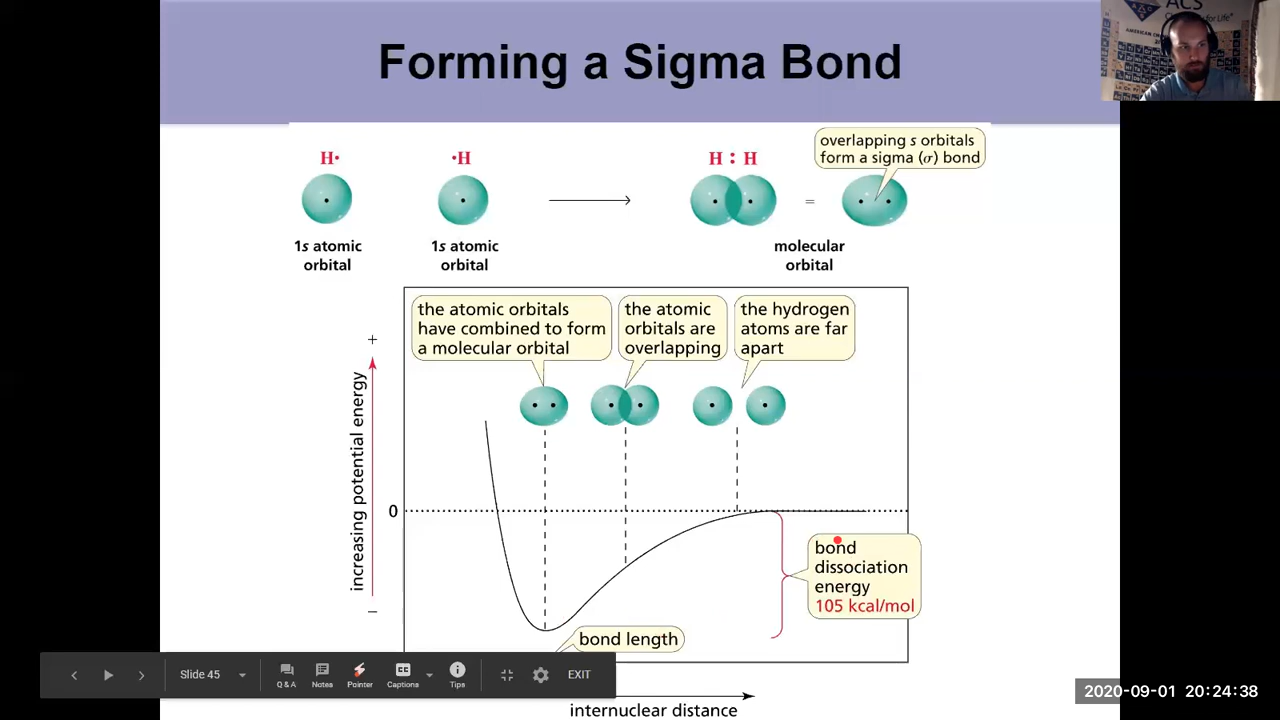 Forming a Sigma Bond
ACS
AMERICAN
H·
·H
H : H
overlapping s orbitals
form a sigma (σ) bond
=
1s atomic
orbital
1s atomic
orbital
molecular
orbital
the atomic orbitals
have combined to form
a molecular orbital
the atomic
orbitals are
overlapping
the hydrogen
atoms are far
apart
+
increasing potential energy
0
−
bond
dissociation
energy
105 kcal/mol
bond length
Slide 45
Q & A
Notes
Pointer
CC
Captions
Tips
EXIT
2020-09-01 20:24:38
internuclear distance